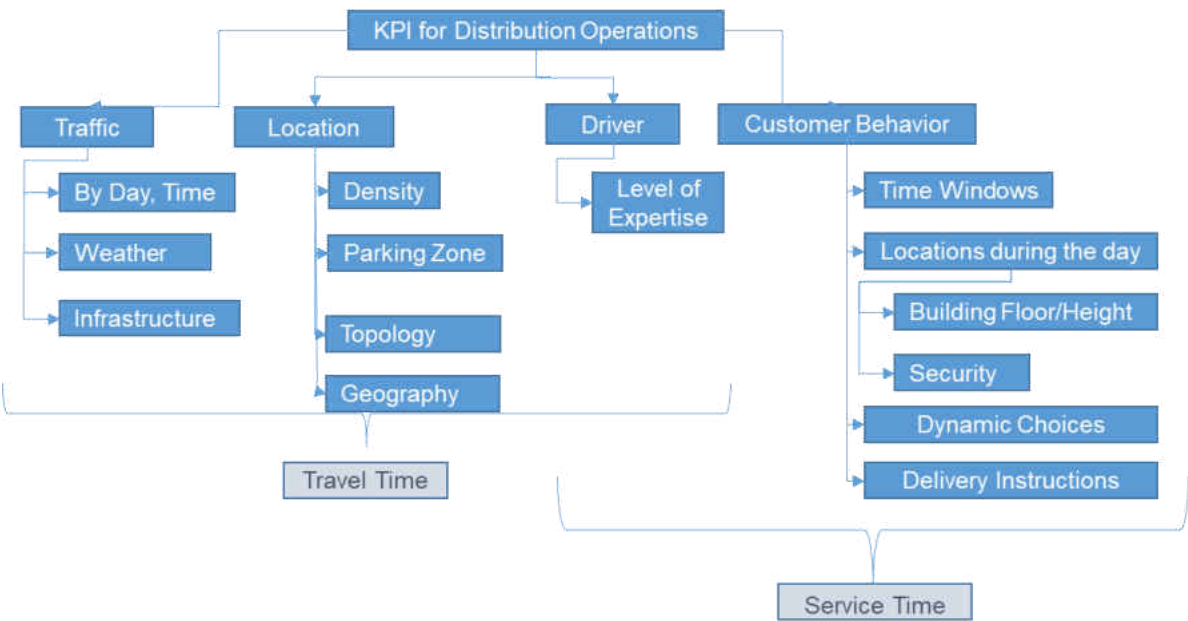 KPI for Distribution Operations
Traffic
By Day, Time
Weather
Infrastructure
Location
Density
Parking Zone
Topology
Geography
Driver
Level of
Expertise
Customer Behavior
Time Windows
Locations during the day
Building Floor/Height
Security
Dynamic Choices
Delivery Instructions
Travel Time
Service Time